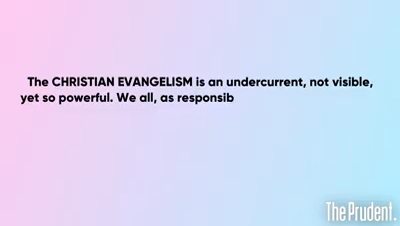 The CHRISTIAN EVANGELISM is an undercurrent, not visible,
yet so powerful. We all, as responsib
The Prudent.